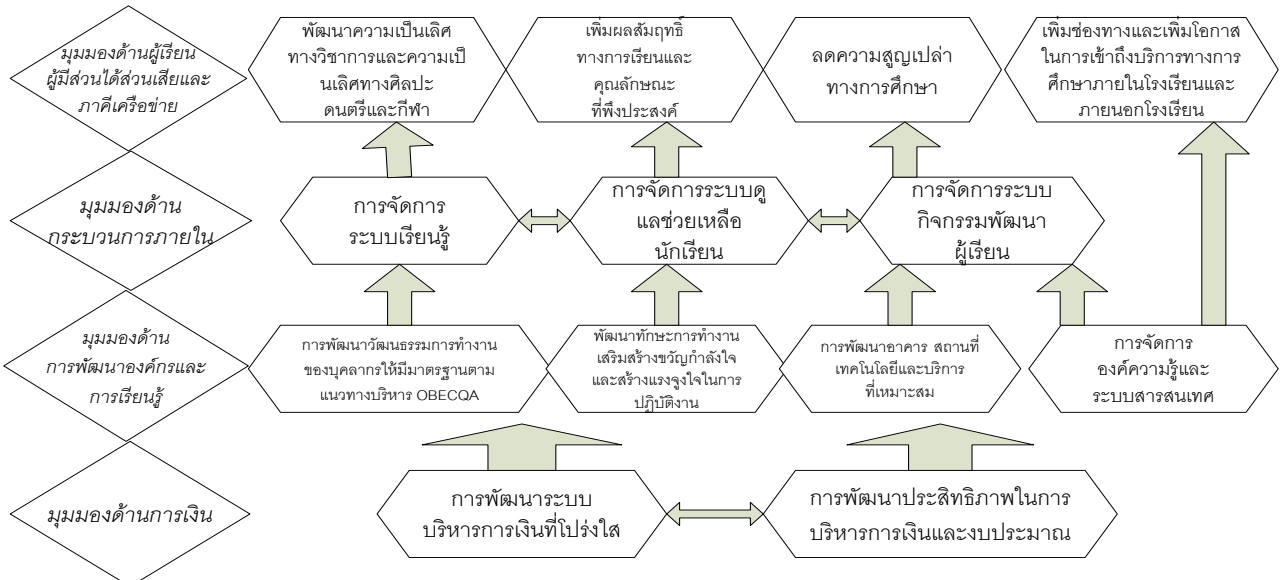 มุมมองด้านผู้เรียน
ผู้มีส่วนได้ส่วนเสียและ
ภาคีเครือข่าย
พัฒนาความเป็นเลิศ
ทางวิชาการและความเป็
นเลิศทางศิลปะ
ดนตรีและกีฬา
เพิ่มผลสัมฤทธิ์
ทางการเรียนและ
คุณลักษณะ
ที่พึงประสงค์
ลดความสูญเปล่า
ทางการศึกษา
เพิ่มช่องทางและเพิ่มโอกาส
ในการเข้าถึงบริการทางการ
ศึกษาภายในโรงเรียนและ
ภายนอกโรงเรียน
มุมมองด้าน
กระบวนการภายใน
การจัดการ
ระบบเรียนรู้
การจัดการระบบดู
แลช่วยเหลือ
นักเรียน
การจัดการระบบ
กิจกรรมพัฒนา
ผู้เรียน
มุมมองด้าน
การพัฒนาองค์กรและ
การเรียนรู้
การพัฒนาวัฒนธรรมการทำงาน
ของบุคลากรให้มีมาตรฐานตาม
แนวทางบริหาร OBECQA
พัฒนาทักษะการทำงาน
เสริมสร้างขวัญกำลังใจ
และสร้างแรงจูงใจในการ
ปฏิบัติงาน
การพัฒนาอาคาร สถานที่
เทคโนโลยีและบริการ
ที่เหมาะสม
การจัดการ
องค์ความรู้และ
ระบบสารสนเทศ
มุมมองด้านการเงิน
การพัฒนาระบบ
บริหารการเงินที่โปร่งใส
การพัฒนาประสิทธิภาพในการ
บริหารการเงินและงบประมาณ